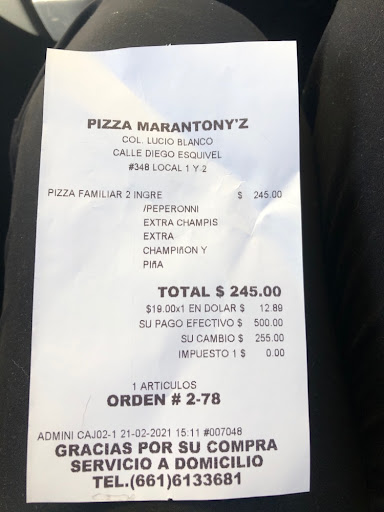 PIZZA MARANTONY'Z
COL. LUCIO BLANCO
CALLE DIEGO ESQUIVEL
#348 LOCAL 1 Y 2
PIZZA FAMILIAR 2 INGRE $ 245.00
/PEPERONNI
EXTRA CHAMPIS
EXTRA
CHAMPIñON Y
PIñA
TOTAL $ 245.00
$19.00x1 EN DOLAR $ 12.89
SU PAGO EFECTIVO $ 500.00
SU CAMBIO $ 255.00
IMPUESTO 1 $ 0.00
1 ARTICULOS
ORDEN # 2-78
ADMINI CAJ02-1 21-02-2021 15:11 #007048
GRACIAS POR SU COMPRA
SERVICIO A DOMICILIO
TEL.(661)6133681